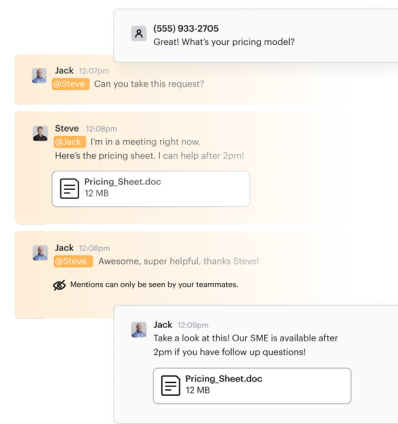 (555) 933-2705
Great! What's your pricing model?
Jack 12:07pm
@Steve Can you take this request?
Steve 12:08pm
@Jack I'm in a meeting right now.
Here's the pricing sheet. I can help after 2pm!
Pricing_Sheet.doc
12 MB
Jack 12:08pm
@Steve Awesome, super helpful, thanks Steve!
Mentions can only be seen by your teammates.
Jack 12:09pm
Take a look at this! Our SME is available after
2pm if you have follow up questions!
Pricing_Sheet.doc
12 MB